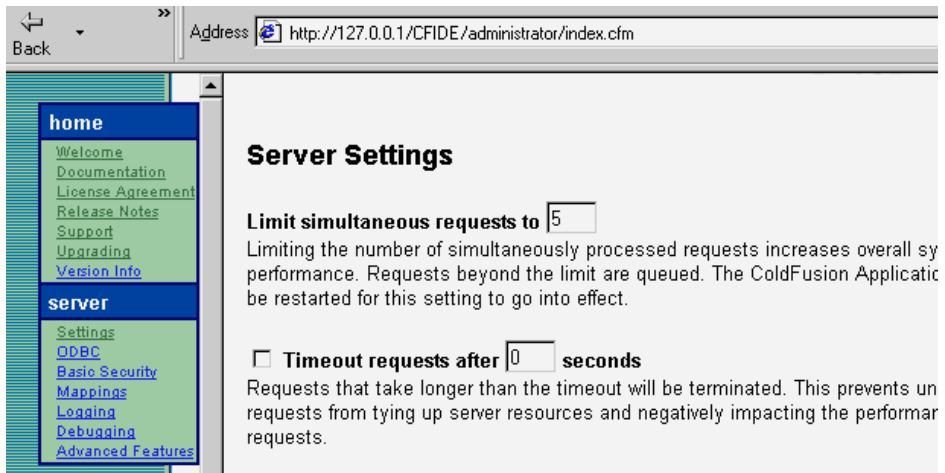 Back
»
Address http://127.0.0.1/CFIDE/administrator/index.cfm
home
Welcome
Documentation
License Agreement
Release Notes
Support
Upgrading
Version Info
server
Settings
ODBC
Basic Security
Mappings
Logging
Debugging
Advanced Features
Server Settings
Limit simultaneous requests to 5
Limiting the number of simultaneously processed requests increases overall sy
performance. Requests beyond the limit are queued. The ColdFusion Applicatio
be restarted for this setting to go into effect.
Timeout requests after 0 seconds
Requests that take longer than the timeout will be terminated. This prevents un
requests from tying up server resources and negatively impacting the performar
requests.